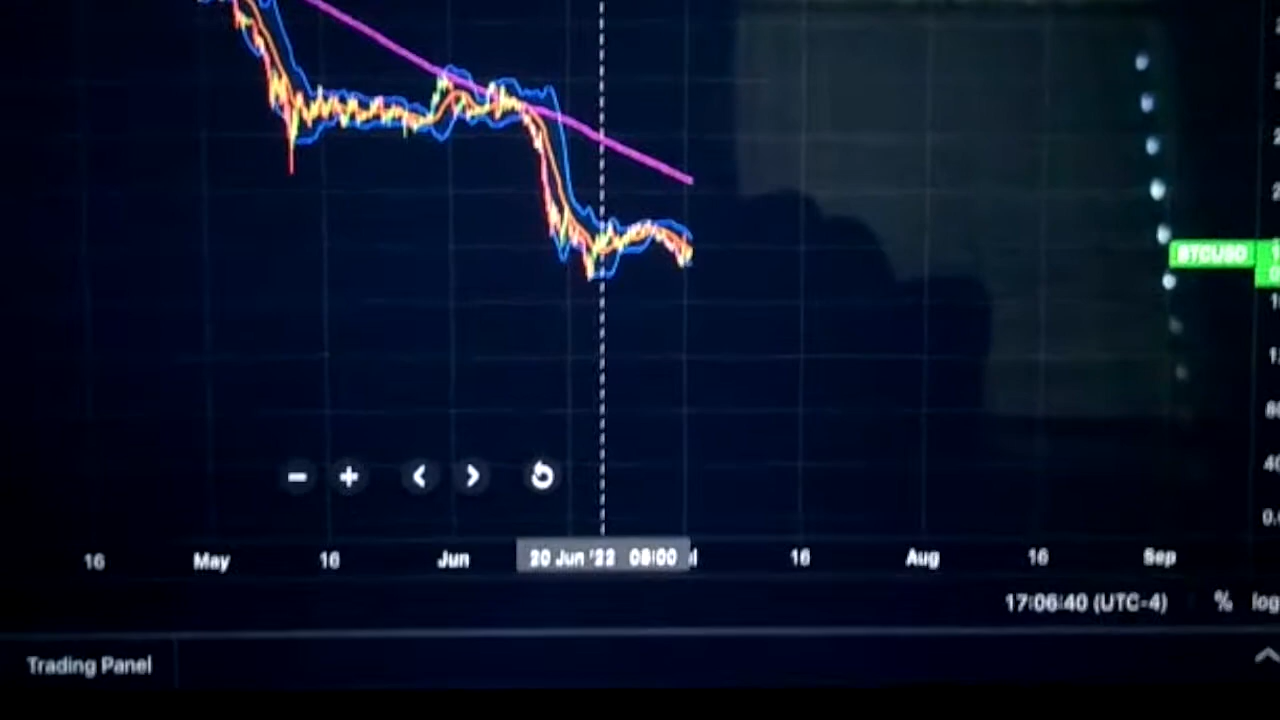 BTCUSD
16 May 16 Jun 20 Jun '22 08:00 16 Aug 16 Sep
17:06:40 (UTC-4) % log
Trading Panel